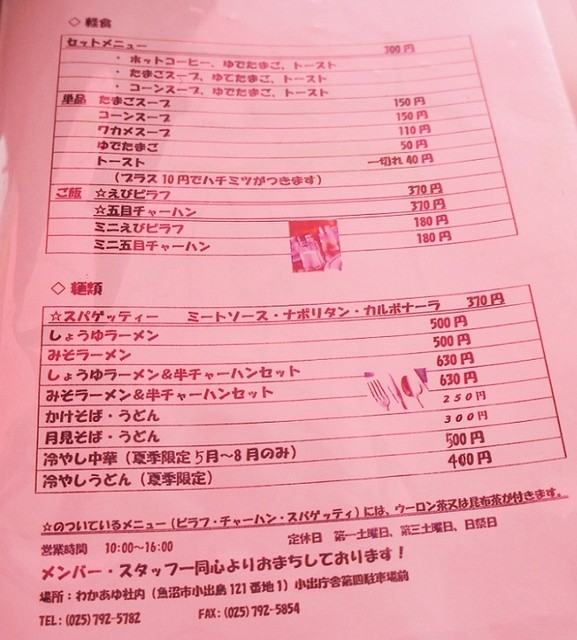 ◇ 軽食
セットメニュー 300円
・ ホットコーヒー、ゆでたまご、トースト
・ たまごスープ、ゆでたまご、トースト
・ コーンスープ、ゆでたまご、トースト
単品 たまごスープ 150円
コーンスープ 150円
ワカメスープ 110円
ゆでたまご 50円
トースト 一切れ 40円
（プラス10円でハチミツがつきます）
ご飯 ☆えびピラフ 370円
☆五目チャーハン 370円
ミニえびピラフ 180円
ミニ五目チャーハン 180円
◇ 麺類
☆スパゲッティー ミートソース・ナポリタン・カルボナーラ 370円
しょうゆラーメン 500円
みそラーメン 500円
しょうゆラーメン&半チャーハンセット 630円
みそラーメン&半チャーハンセット 630円
かけそば・うどん 250円
月見そば・うどん 300円
冷やし中華（夏季限定5月～8月のみ） 500円
冷やしうどん（夏季限定） 400円
☆のついているメニュー（ピラフ・チャーハン・スパゲッティ）には、ウーロン茶又は昆布茶が付きます。
営業時間 10:00～16:00 定休日 第一土曜日、第三土曜日、日祭日
メンバー・スタッフ一同心よりおまちしております！
場所：わかあゆ社内（魚沼市小出島121番地1）小出庁舎第四駐車場前
TEL：(025)792-5782 FAX：(025)792-5854